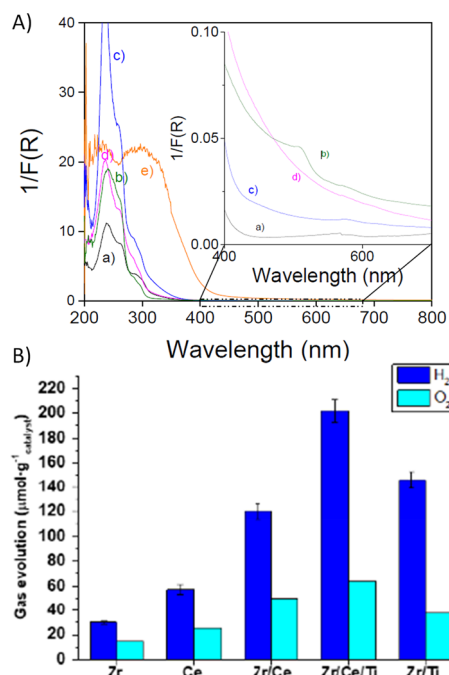 A)
1/F(R)
40
30
20
10
0
200 300 400 500 600 700 800
Wavelength (nm)
c)
d)
b)
a)
e)
1/F(R)
0.10
0.05
0.00
400 600
Wavelength (nm)
b)
d)
c)
a)
B)
Gas evolution (μmol·g⁻¹catalyst)
220
200
180
160
140
120
100
80
60
40
20
0
H2
O2
Zr Ce Zr/Ce Zr/Ce/Ti Zr/Ti